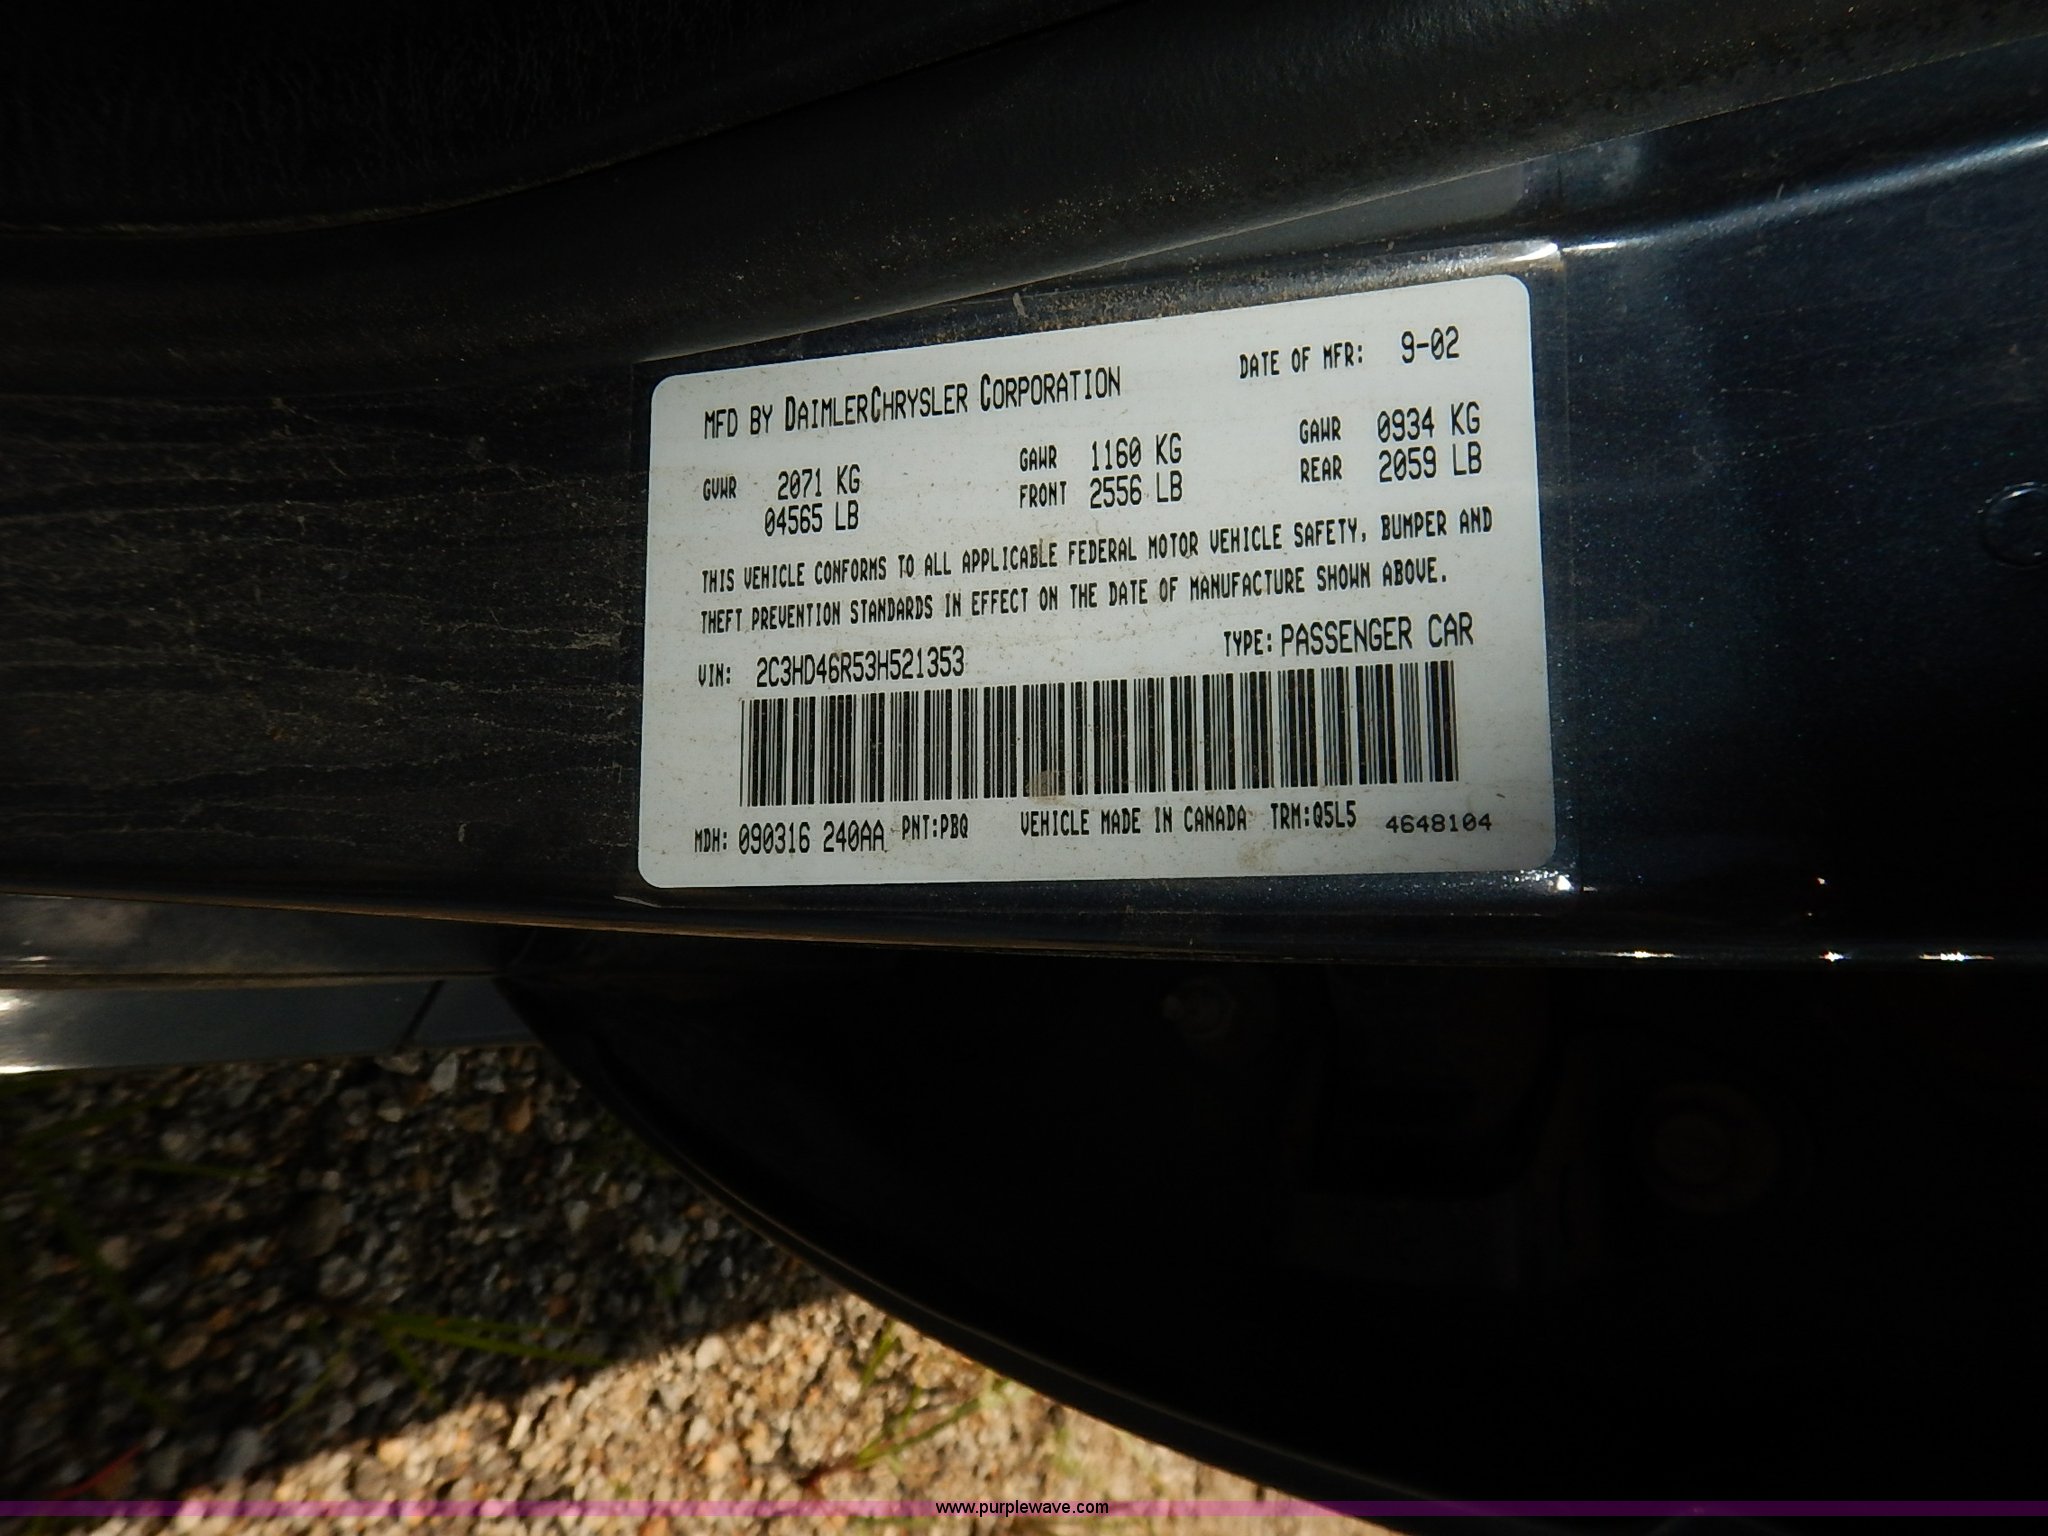 MFD BY DAIMLERCHRYSLER CORPORATION DATE OF MFR: 9-02
GVWR 2071 KG GAWR 1160 KG GAWR 0934 KG
04565 LB FRONT 2556 LB REAR 2059 LB
THIS VEHICLE CONFORMS TO ALL APPLICABLE FEDERAL MOTOR VEHICLE SAFETY, BUMPER AND
THEFT PREVENTION STANDARDS IN EFFECT ON THE DATE OF MANUFACTURE SHOWN ABOVE.
VIN: 2C3HD46R53H521353 TYPE: PASSENGER CAR
MDH: 090316 240AA PNT:PBQ VEHICLE MADE IN CANADA TRM:Q5L5 4648104
www.purplewave.com